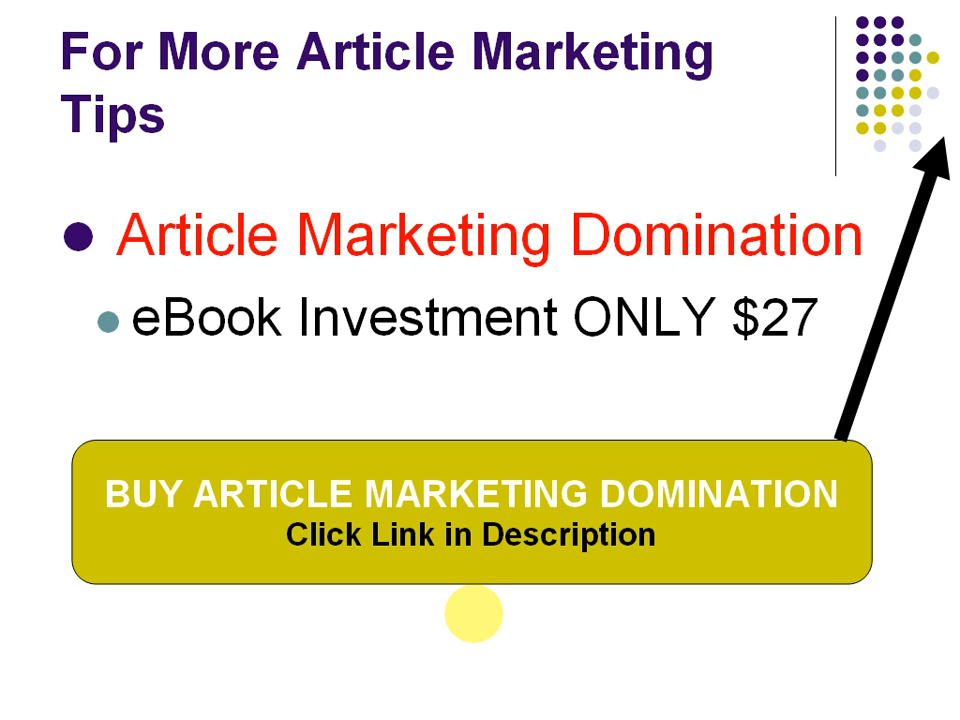 For More Article Marketing
Tips
Article Marketing Domination
eBook Investment ONLY $27
BUY ARTICLE MARKETING DOMINATION
Click Link in Description